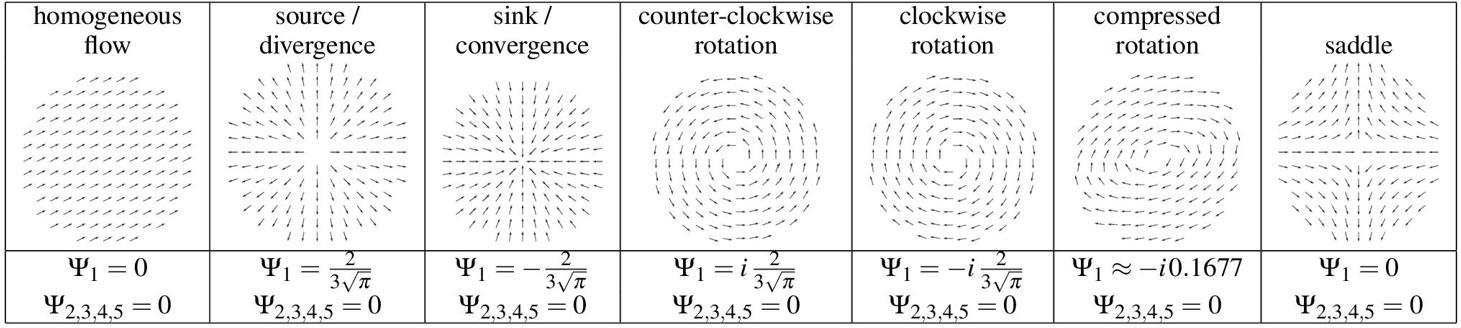 homogeneous
flow
source /
divergence
sink /
convergence
counter-clockwise
rotation
clockwise
rotation
compressed
rotation
saddle
Ψ₁ = 0
Ψ₂,₃,₄,₅ = 0
Ψ₁ = 2/(3√π)
Ψ₂,₃,₄,₅ = 0
Ψ₁ = −2/(3√π)
Ψ₂,₃,₄,₅ = 0
Ψ₁ = i 2/(3√π)
Ψ₂,₃,₄,₅ = 0
Ψ₁ = −i 2/(3√π)
Ψ₂,₃,₄,₅ = 0
Ψ₁ ≈ −i0.1677
Ψ₂,₃,₄,₅ = 0
Ψ₁ = 0
Ψ₂,₃,₄,₅ = 0